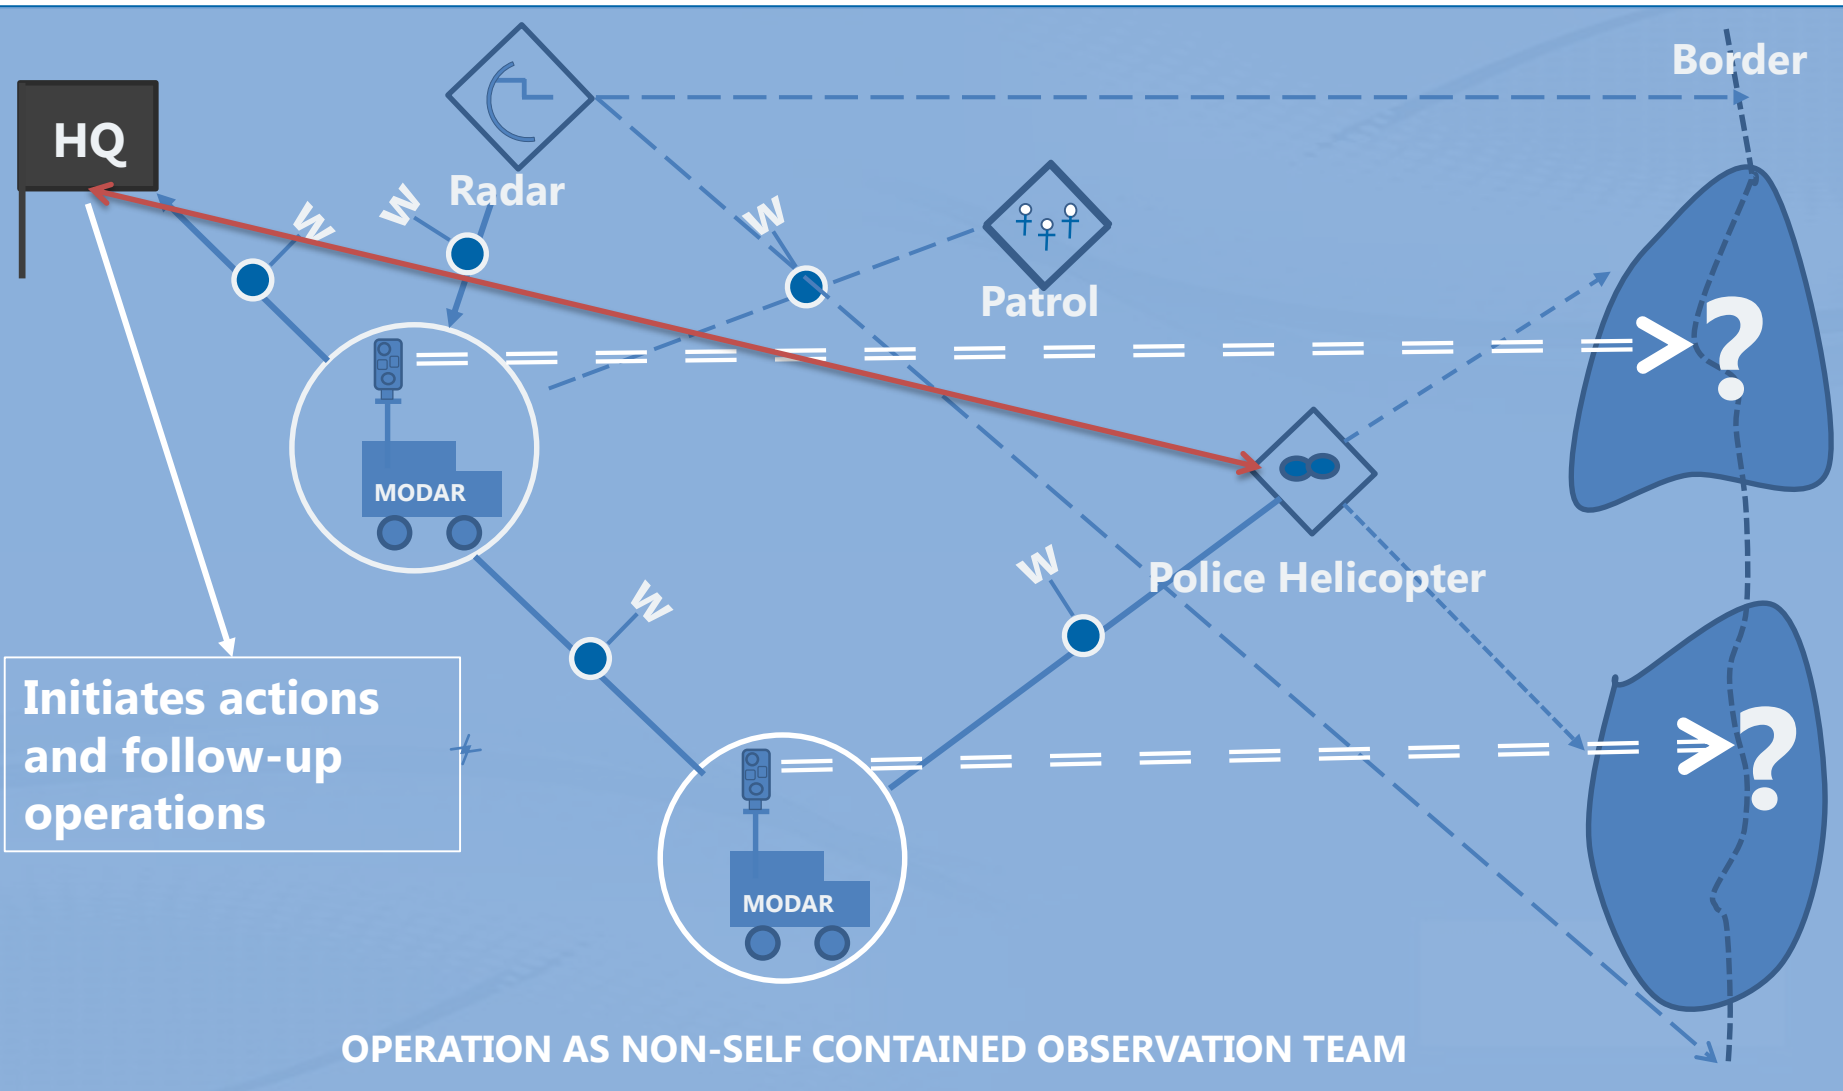 Border
HQ
Radar
W
W
W
Patrol
?
MODAR
W
W
Police Helicopter
Initiates actions
and follow-up
operations
?
MODAR
OPERATION AS NON-SELF CONTAINED OBSERVATION TEAM